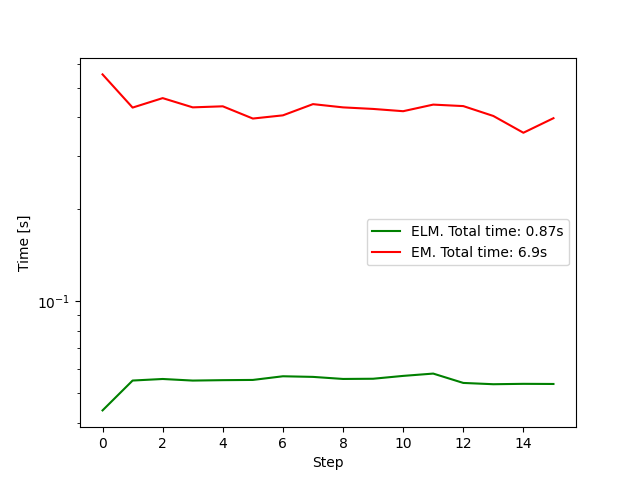 Time [s]
10⁻¹
ELM. Total time: 0.87s
EM. Total time: 6.9s
0 2 4 6 8 10 12 14
Step